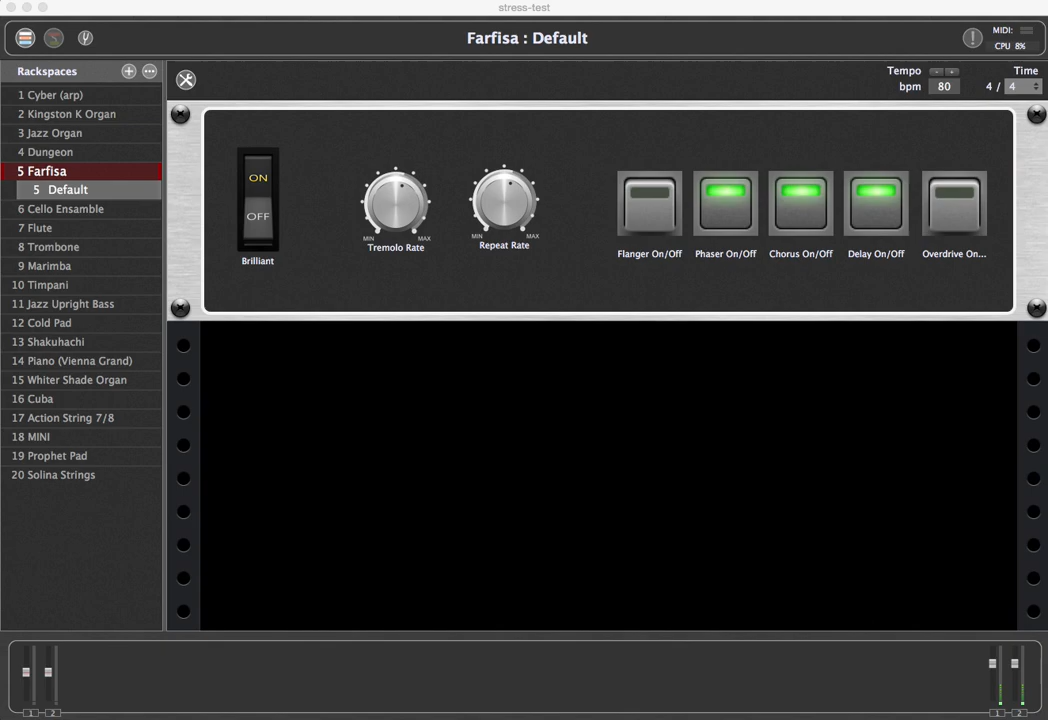 stress-test
Farfisa : Default
MIDI:
CPU 8%
Rackspaces
Tempo
- +
Time
bpm 80
4 / 4
1 Cyber (arp)
2 Kingston K Organ
3 Jazz Organ
4 Dungeon
5 Farfisa
5 Default
6 Cello Ensemble
7 Flute
8 Trombone
9 Marimba
10 Timpani
11 Jazz Upright Bass
12 Cold Pad
13 Shakuhachi
14 Piano (Vienna Grand)
15 Whiter Shade Organ
16 Cuba
17 Action String 7/8
18 MINI
19 Prophet Pad
20 Solina Strings
ON
OFF
Brilliant
MIN MAX
Tremolo Rate
MIN MAX
Repeat Rate
Flanger On/Off
Phaser On/Off
Chorus On/Off
Delay On/Off
Overdrive On...
1 2
1 2